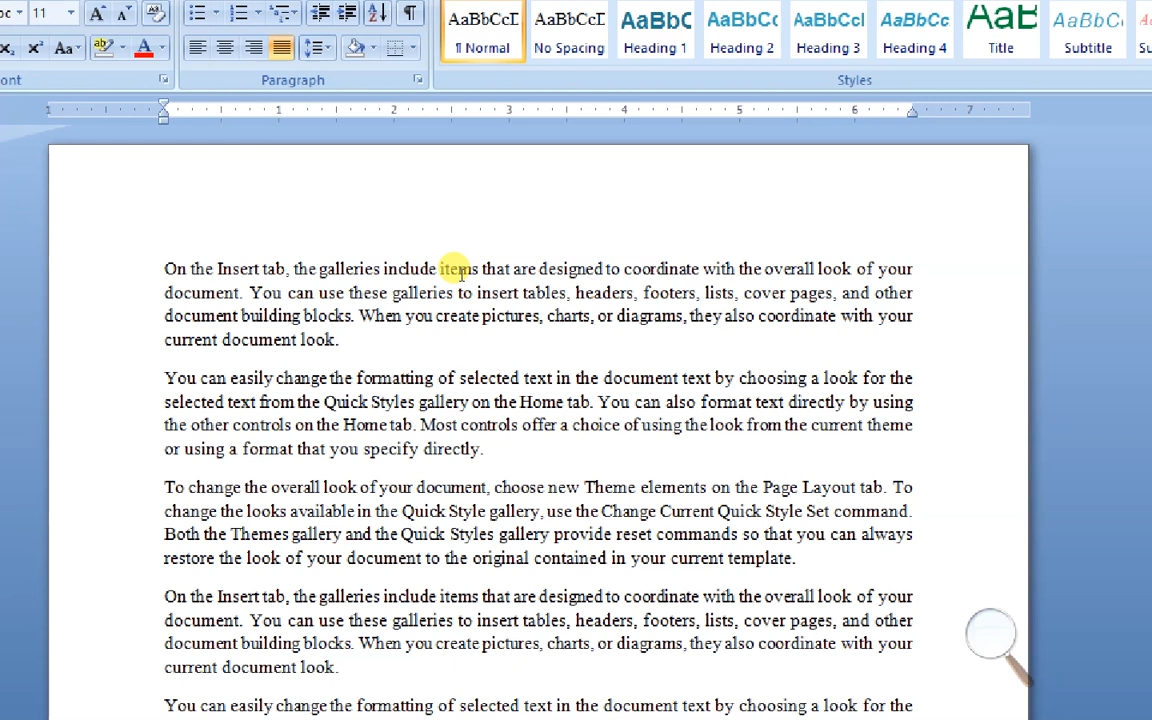 11
Aa
AaBbCcD AaBbCcD AaBbC AaBbCc AaBbCcI AaBbCc AaB AaBbCc
¶ Normal No Spacing Heading 1 Heading 2 Heading 3 Heading 4 Title Subtitle
ont Paragraph Styles
1 1 2 3 4 5 6 7
On the Insert tab, the galleries include items that are designed to coordinate with the overall look of your
document. You can use these galleries to insert tables, headers, footers, lists, cover pages, and other
document building blocks. When you create pictures, charts, or diagrams, they also coordinate with your
current document look.
You can easily change the formatting of selected text in the document text by choosing a look for the
selected text from the Quick Styles gallery on the Home tab. You can also format text directly by using
the other controls on the Home tab. Most controls offer a choice of using the look from the current theme
or using a format that you specify directly.
To change the overall look of your document, choose new Theme elements on the Page Layout tab. To
change the looks available in the Quick Style gallery, use the Change Current Quick Style Set command.
Both the Themes gallery and the Quick Styles gallery provide reset commands so that you can always
restore the look of your document to the original contained in your current template.
On the Insert tab, the galleries include items that are designed to coordinate with the overall look of your
document. You can use these galleries to insert tables, headers, footers, lists, cover pages, and other
document building blocks. When you create pictures, charts, or diagrams, they also coordinate with your
current document look.
You can easily change the formatting of selected text in the document text by choosing a look for the